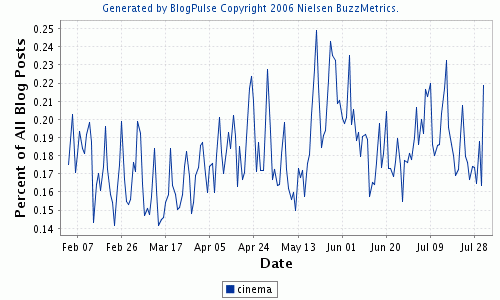 Generated by BlogPulse Copyright 2006 Nielsen BuzzMetrics.
Percent of All Blog Posts
0.25
0.24
0.23
0.22
0.21
0.20
0.19
0.18
0.17
0.16
0.15
0.14
Feb 07 Feb 26 Mar 17 Apr 05 Apr 24 May 13 Jun 01 Jun 20 Jul 09 Jul 28
Date
cinema